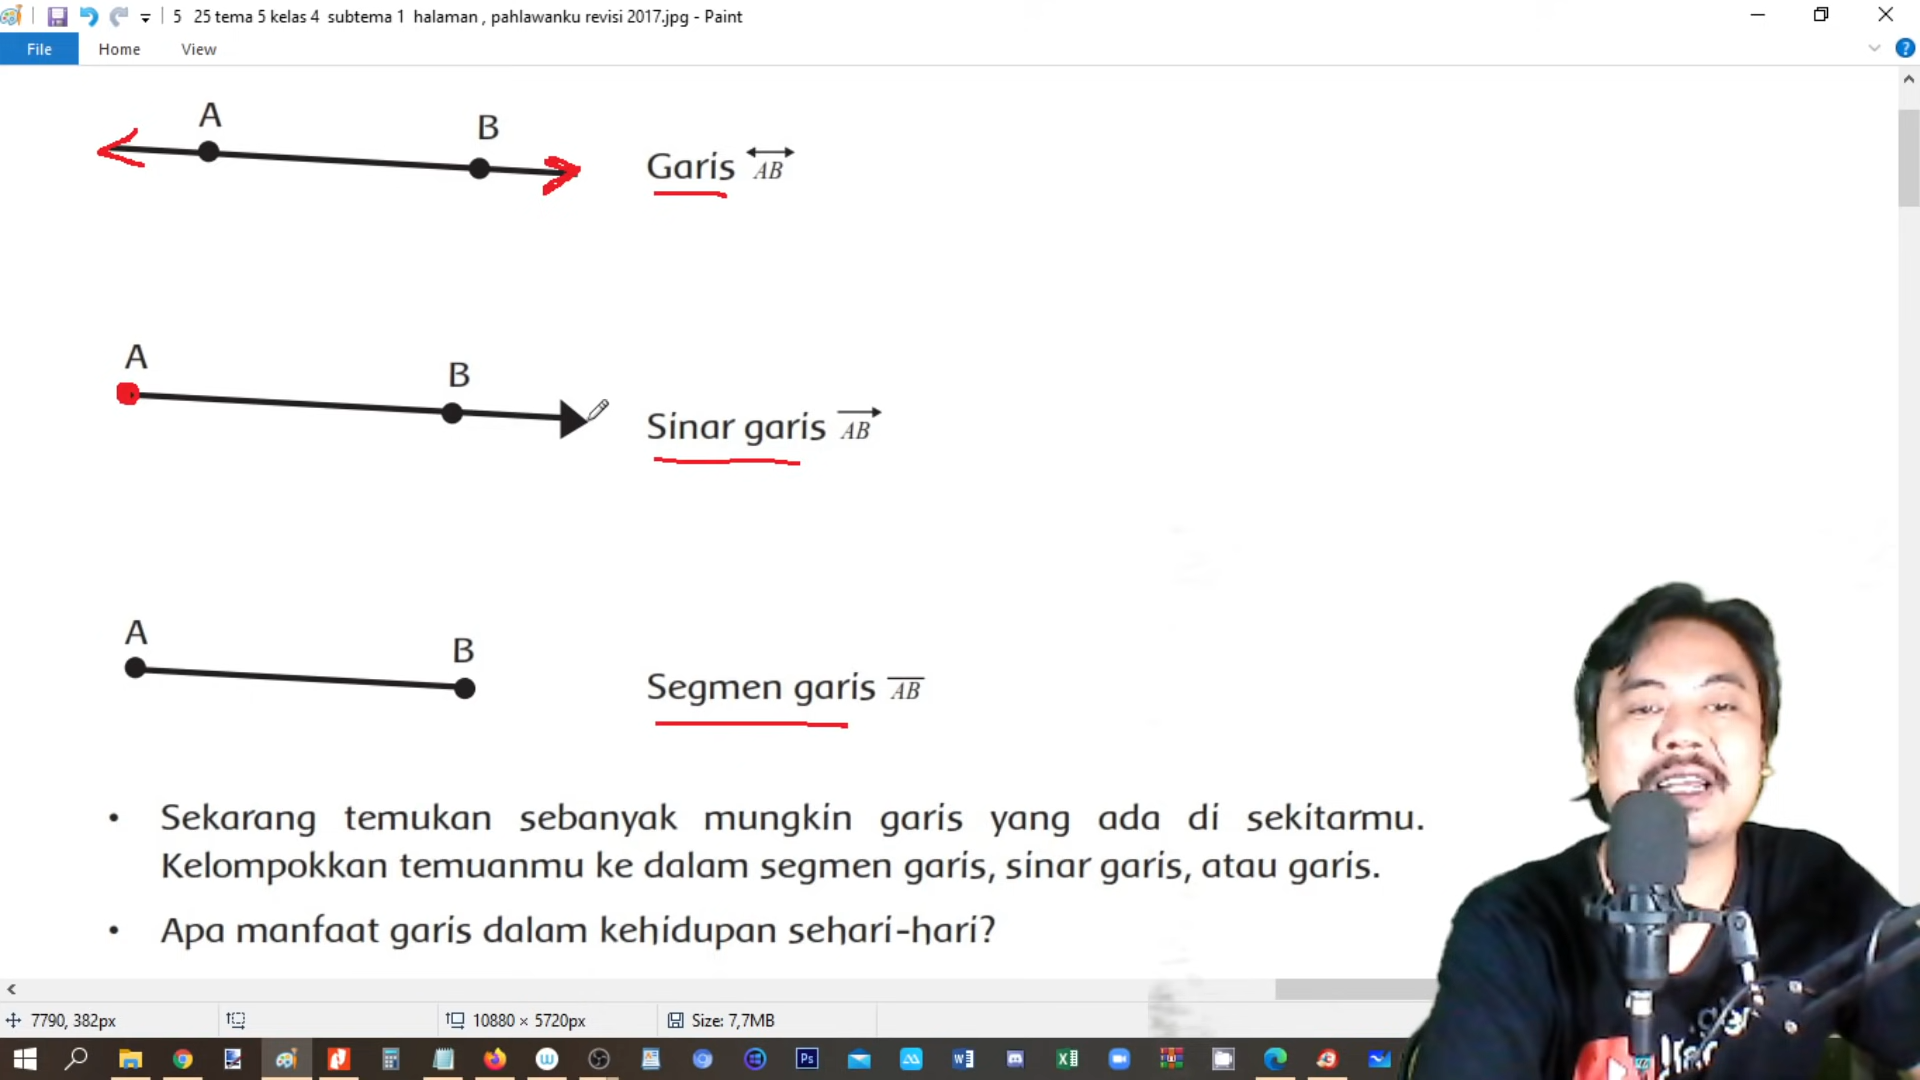 5 25 tema 5 kelas 4 subtema 1 halaman , pahlawanku revisi 2017.jpg - Paint
File Home View
A
B
Garis AB
A
B
Sinar garis AB
A
B
Segmen garis AB
• Sekarang temukan sebanyak mungkin garis yang ada di sekitarmu.
Kelompokkan temuanmu ke dalam segmen garis, sinar garis, atau garis.
• Apa manfaat garis dalam kehidupan sehari-hari?
7790, 382px 10880 × 5720px Size: 7,7MB
Ps